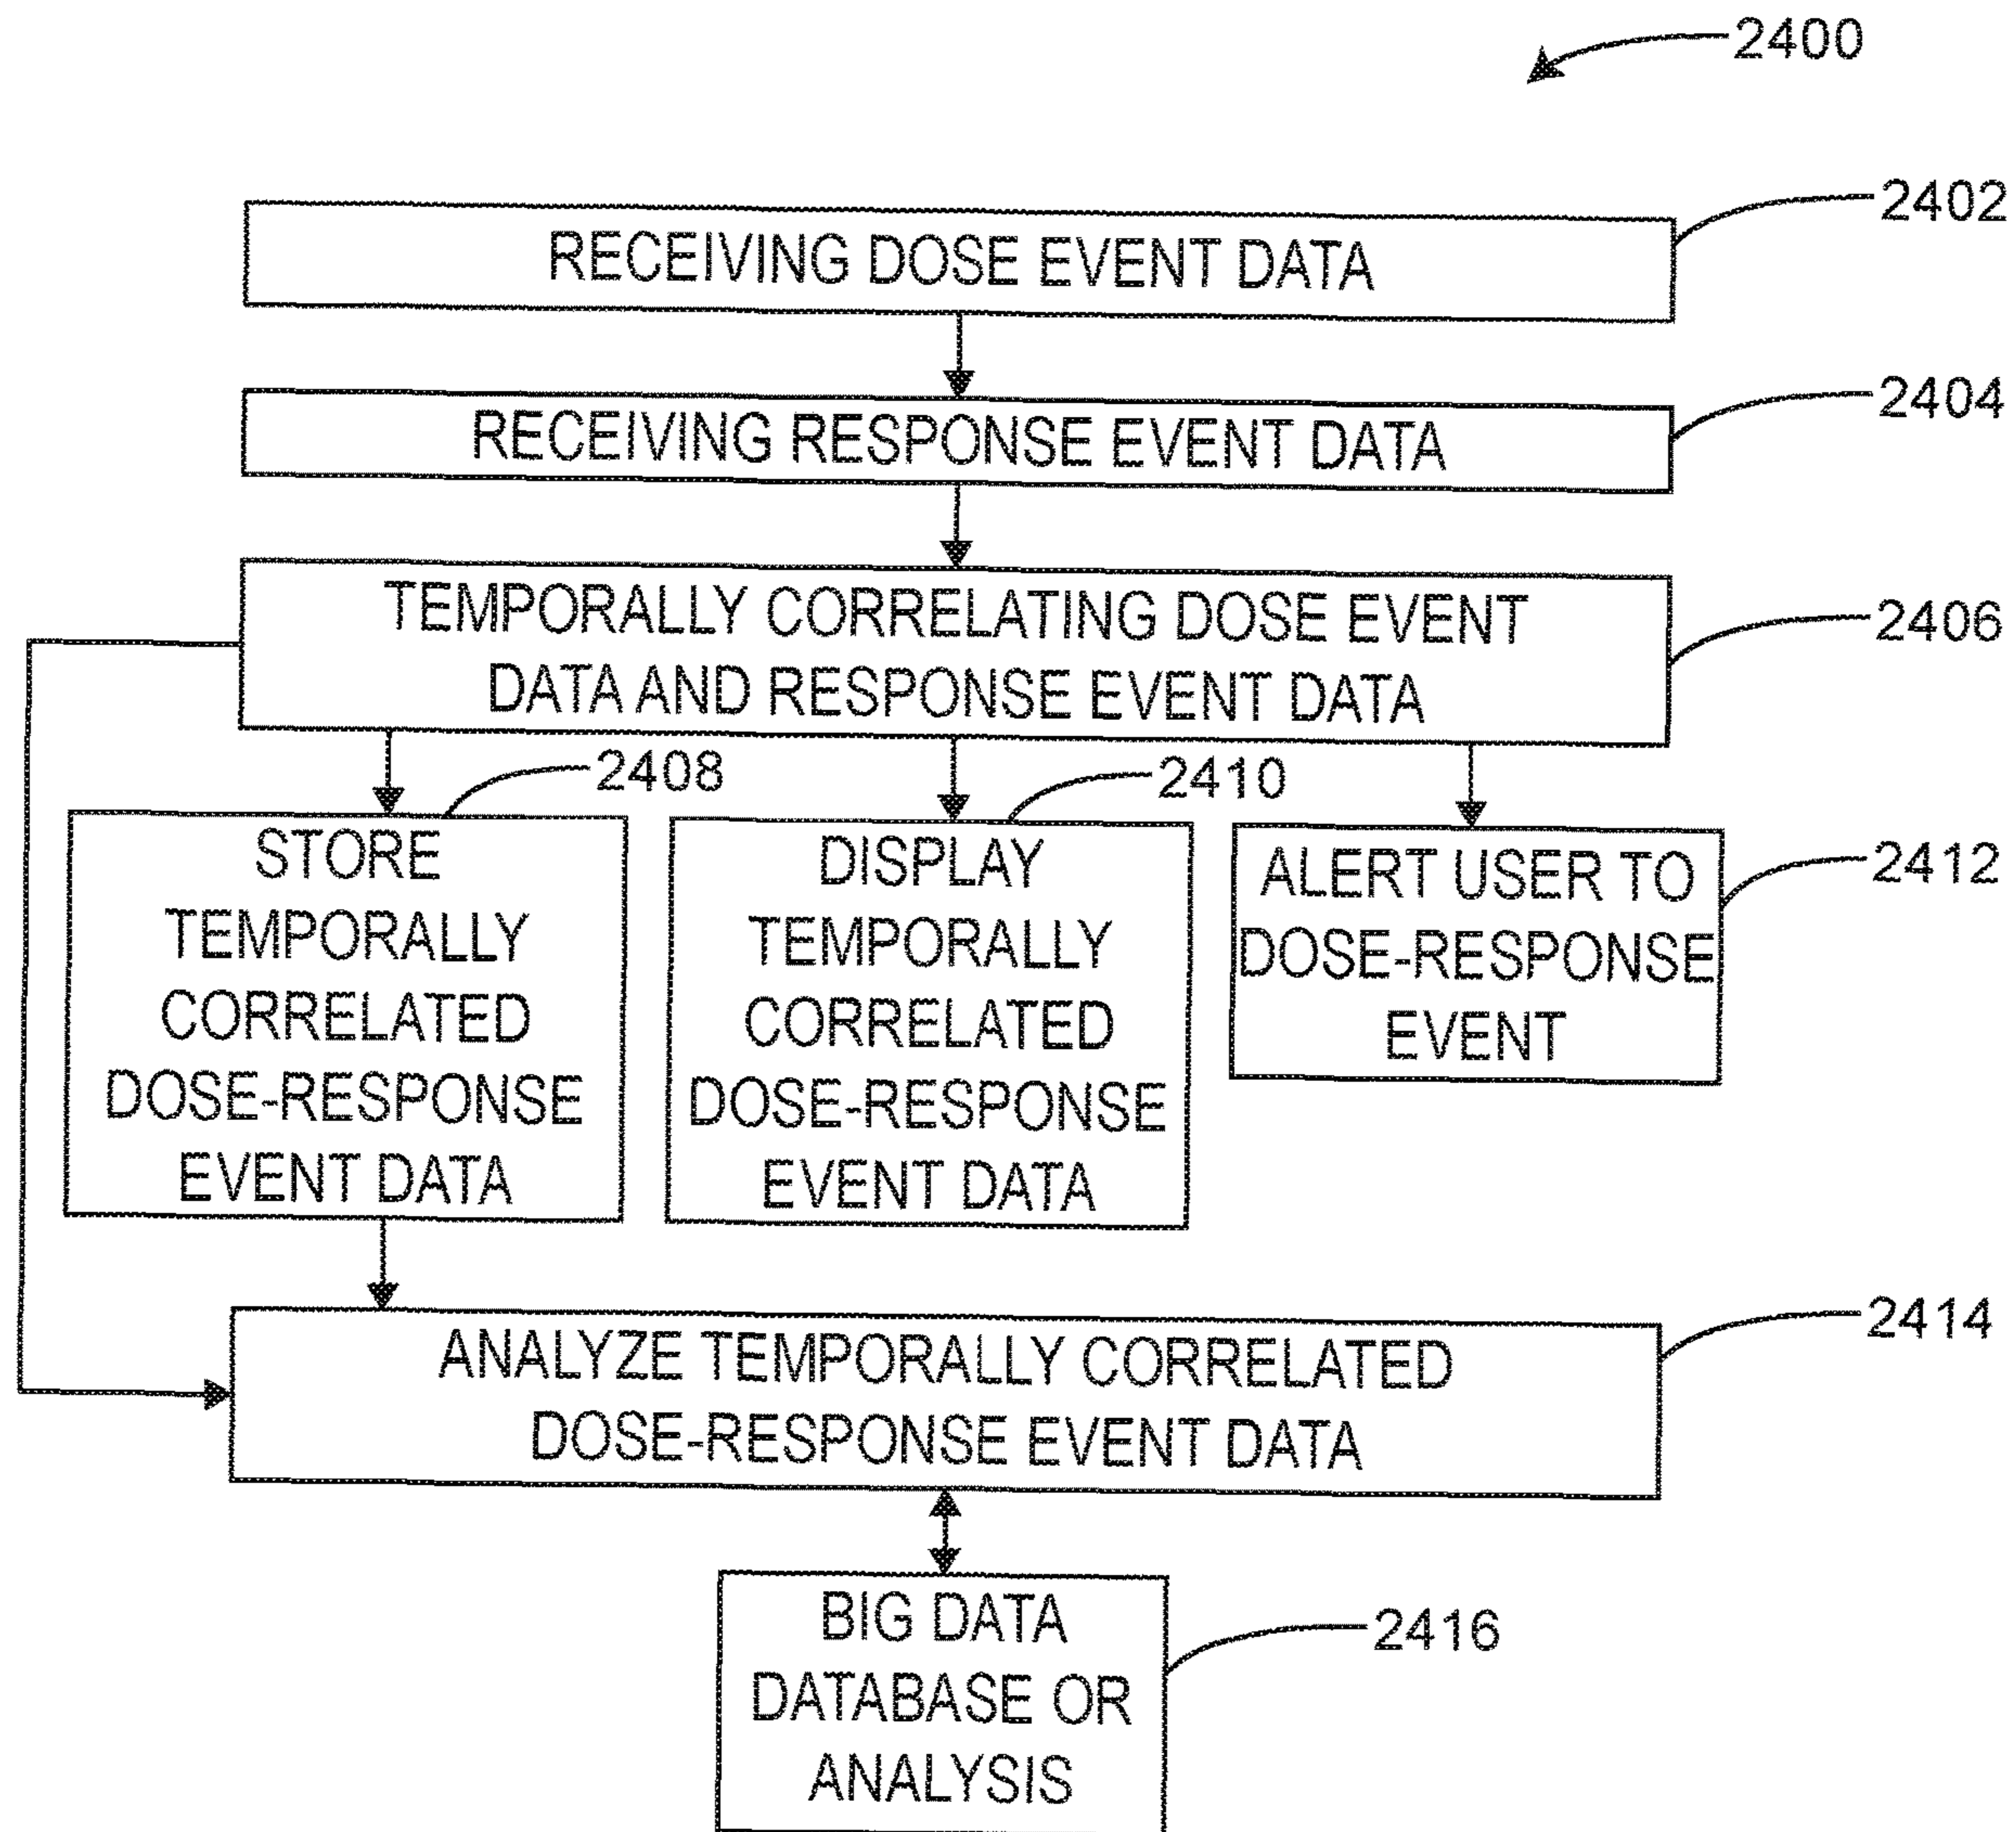 2400
RECEIVING DOSE EVENT DATA
2402
RECEIVING RESPONSE EVENT DATA
2404
TEMPORALLY CORRELATING DOSE EVENT
DATA AND RESPONSE EVENT DATA
2406
2408
STORE
TEMPORALLY
CORRELATED
DOSE-RESPONSE
EVENT DATA
2410
DISPLAY
TEMPORALLY
CORRELATED
DOSE-RESPONSE
EVENT DATA
ALERT USER TO
DOSE-RESPONSE
EVENT
2412
ANALYZE TEMPORALLY CORRELATED
DOSE-RESPONSE EVENT DATA
2414
BIG DATA
DATABASE OR
ANALYSIS
2416